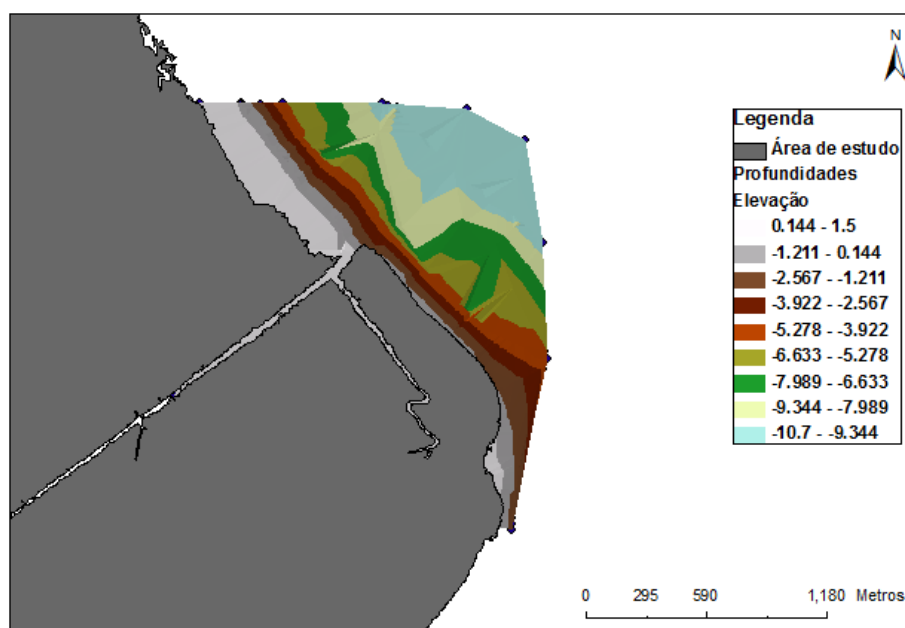 N
Legenda
Área de estudo
Profundidades
Elevação
0.144 - 1.5
-1.211 - 0.144
-2.567 - -1.211
-3.922 - -2.567
-5.278 - -3.922
-6.633 - -5.278
-7.989 - -6.633
-9.344 - -7.989
-10.7 - -9.344
0 295 590 1,180 Metros